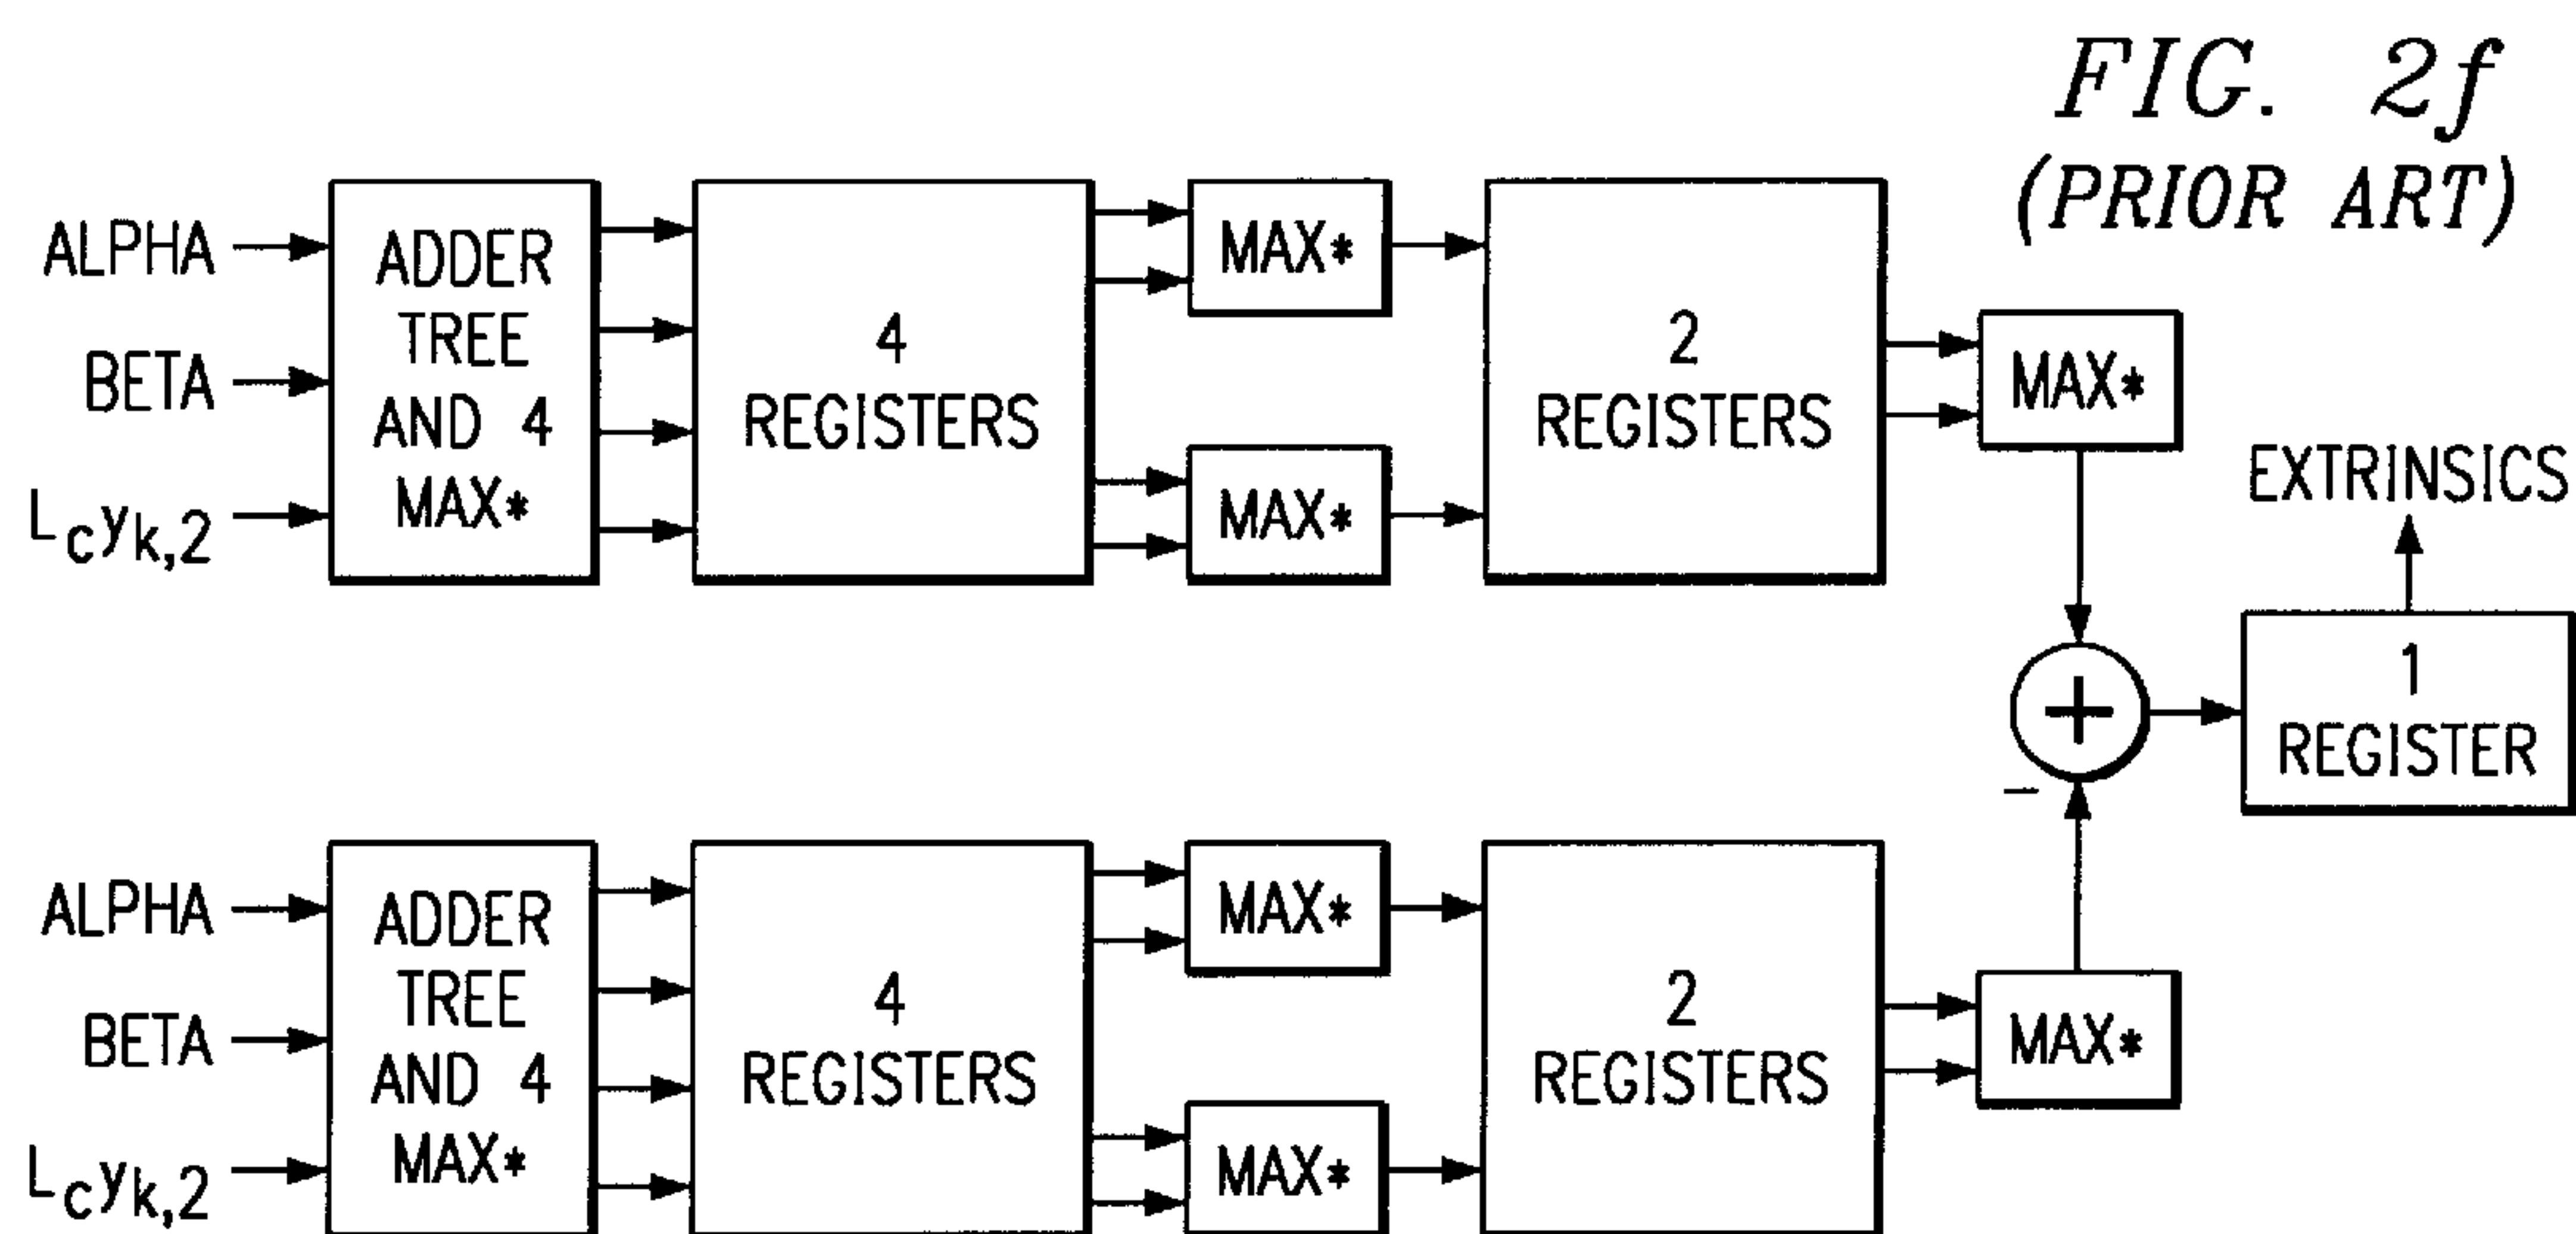 FIG. 2f
(PRIOR ART)
ALPHA
BETA
Lcyk,2
ADDER
TREE
AND 4
MAX*
4
REGISTERS
MAX*
MAX*
2
REGISTERS
MAX*
EXTRINSICS
+
-
1
REGISTER
ALPHA
BETA
Lcyk,2
ADDER
TREE
AND 4
MAX*
4
REGISTERS
MAX*
MAX*
2
REGISTERS
MAX*